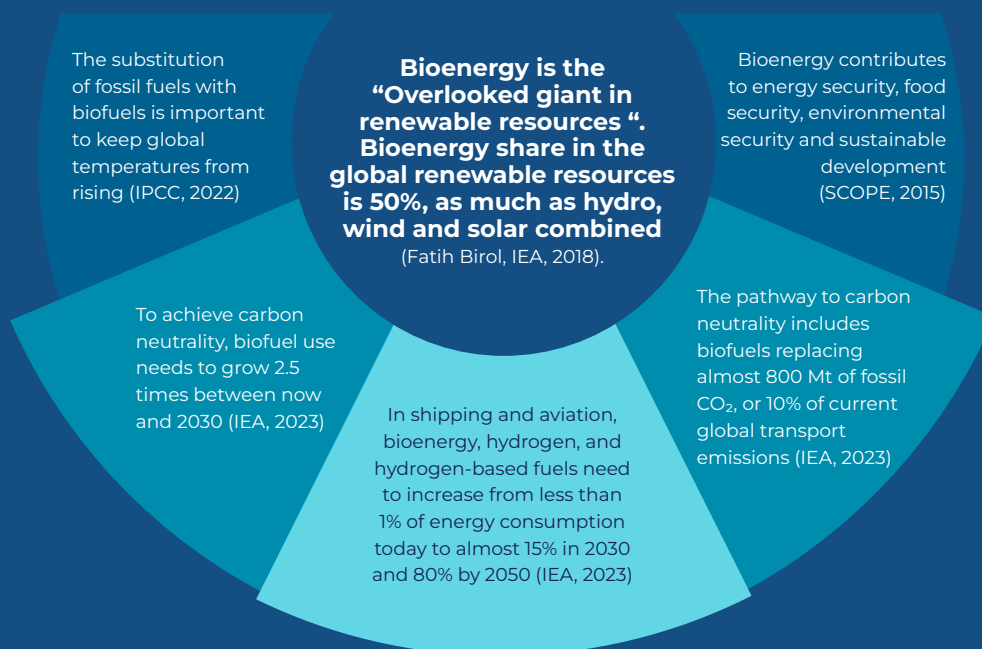 The substitution
of fossil fuels with
biofuels is important
to keep global
temperatures from
rising (IPCC, 2022)
Bioenergy is the
“Overlooked giant in
renewable resources “.
Bioenergy share in the
global renewable resources
is 50%, as much as hydro,
wind and solar combined
(Fatih Birol, IEA, 2018).
Bioenergy contributes
to energy security, food
security, environmental
security and sustainable
development
(SCOPE, 2015)
To achieve carbon
neutrality, biofuel use
needs to grow 2.5
times between now
and 2030 (IEA, 2023)
In shipping and aviation,
bioenergy, hydrogen, and
hydrogen-based fuels need
to increase from less than
1% of energy consumption
today to almost 15% in 2030
and 80% by 2050 (IEA, 2023)
The pathway to carbon
neutrality includes
biofuels replacing
almost 800 Mt of fossil
CO₂, or 10% of current
global transport
emissions (IEA, 2023)